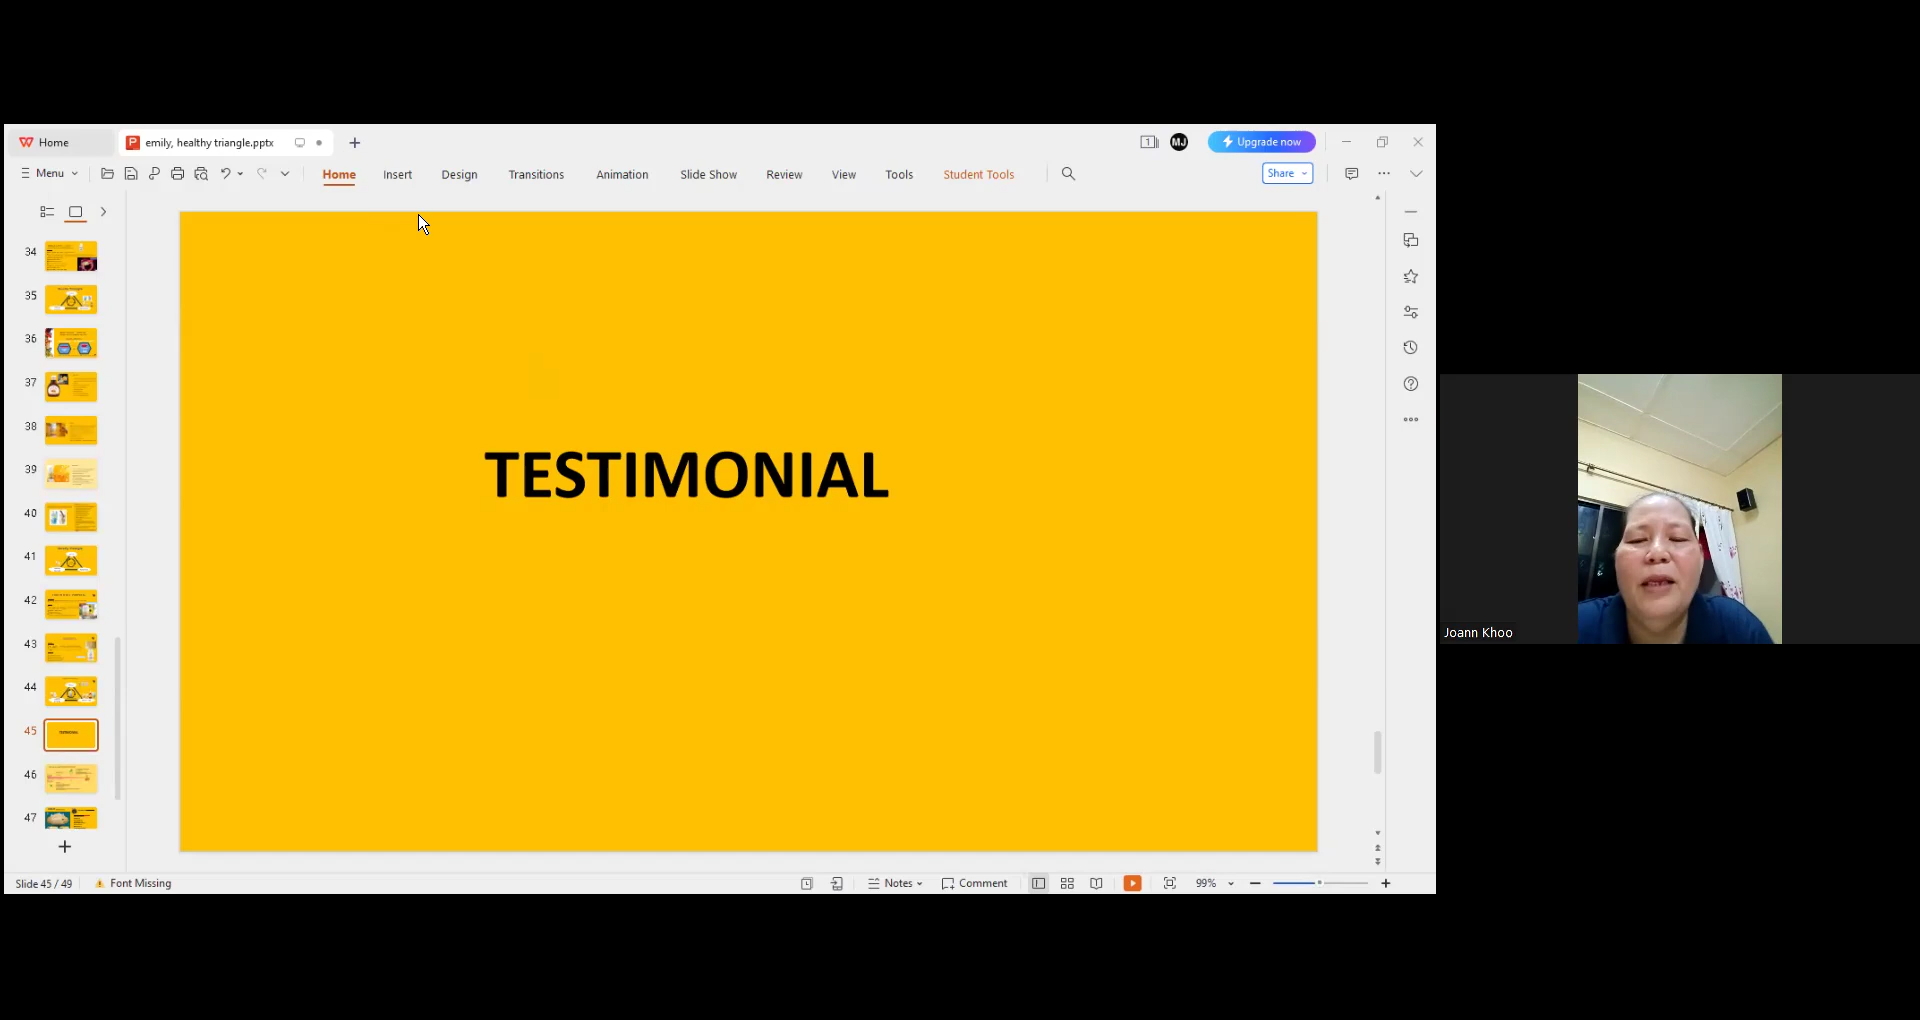 Home
emily, healthy triangle.pptx
1
MJ
Upgrade now
Menu
Home
Insert
Design
Transitions
Animation
Slide Show
Review
View
Tools
Student Tools
Share
34
35
36
37
38
39
40
41
42
43
44
45
46
47
TESTIMONIAL
Joann Khoo
Slide 45 / 49
Font Missing
Notes
Comment
99%